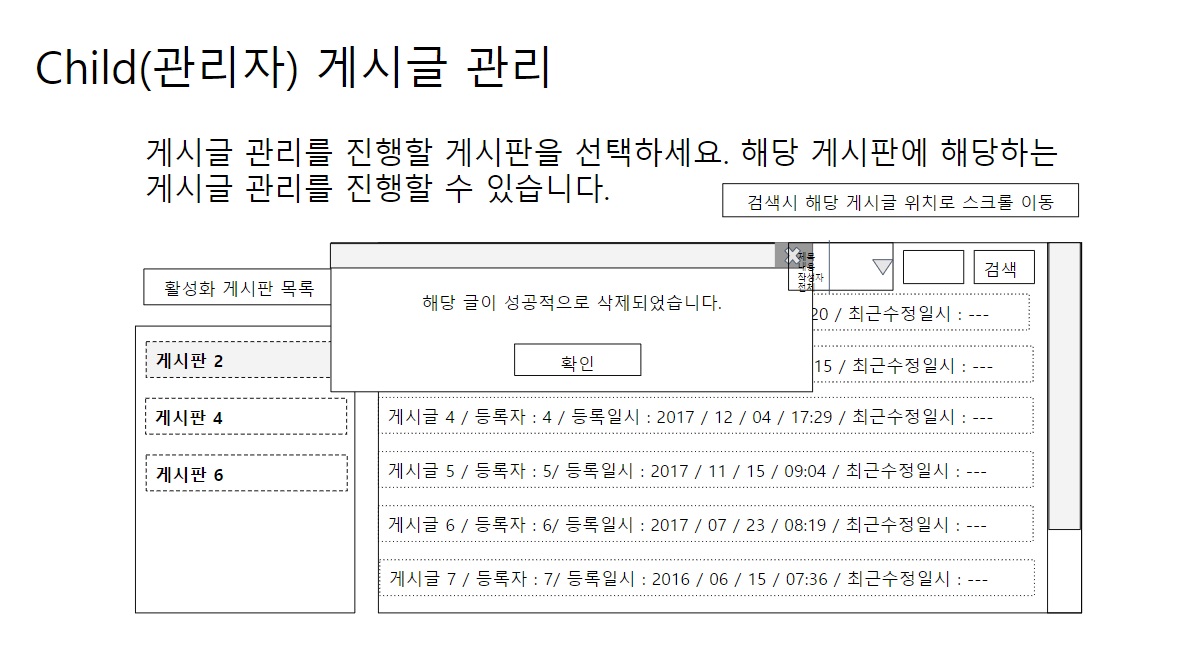 Child(관리자) 게시글 관리
게시글 관리를 진행할 게시판을 선택하세요. 해당 게시판에 해당하는
게시글 관리를 진행할 수 있습니다.
검색시 해당 게시글 위치로 스크롤 이동
제목
내용
작성자
전체
검색
활성화 게시판 목록
해당 글이 성공적으로 삭제되었습니다.
확인
20 / 최근수정일시 : ---
15 / 최근수정일시 : ---
게시판 2
게시판 4
게시판 6
게시글 4 / 등록자 : 4 / 등록일시 : 2017 / 12 / 04 / 17:29 / 최근수정일시 : ---
게시글 5 / 등록자 : 5/ 등록일시 : 2017 / 11 / 15 / 09:04 / 최근수정일시 : ---
게시글 6 / 등록자 : 6/ 등록일시 : 2017 / 07 / 23 / 08:19 / 최근수정일시 : ---
게시글 7 / 등록자 : 7/ 등록일시 : 2016 / 06 / 15 / 07:36 / 최근수정일시 : ---